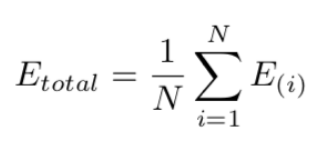 $E_{total} = \frac{1}{N} \sum_{i=1}^{N} E_{(i)}$